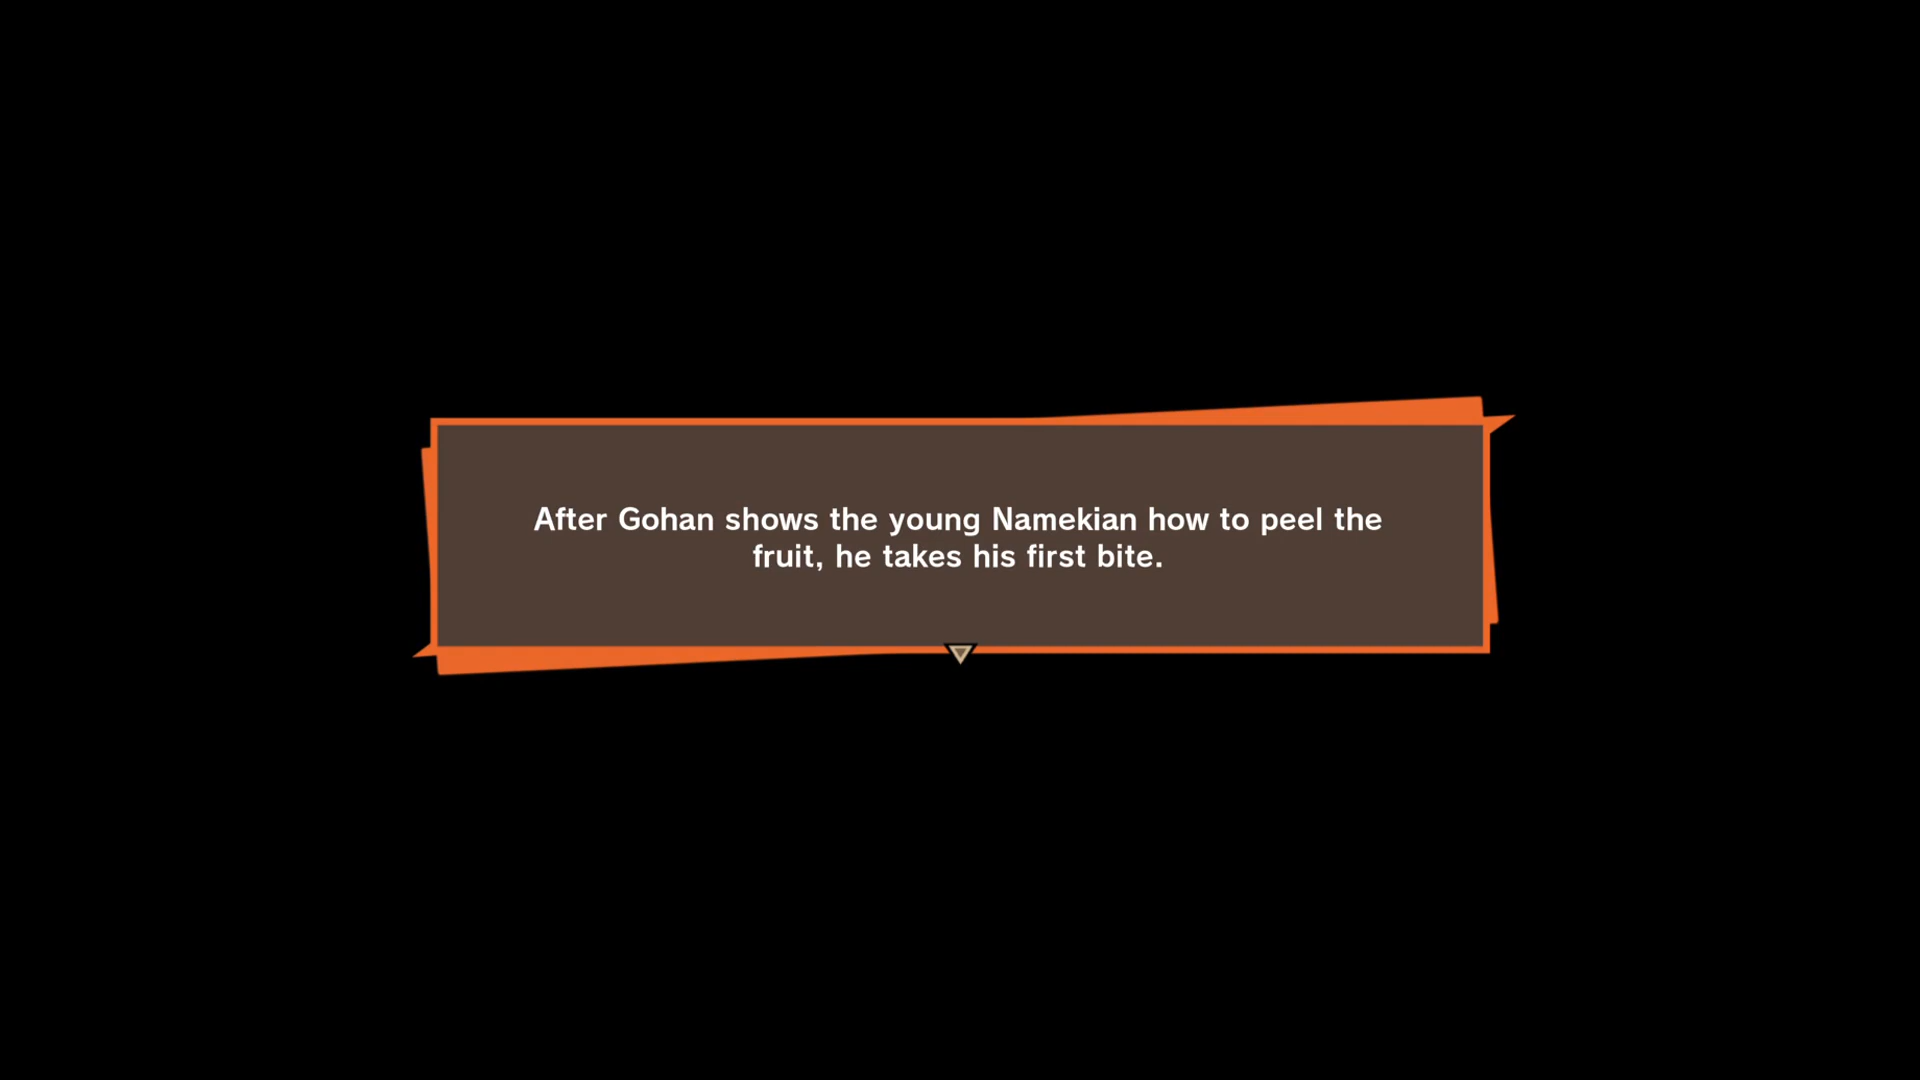 After Gohan shows the young Namekian how to peel the
fruit, he takes his first bite.